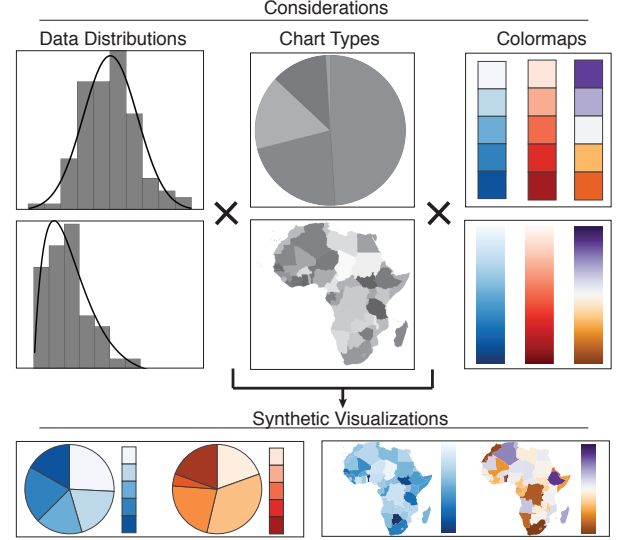 Considerations
Data Distributions
Chart Types
Colormaps
×
×
Synthetic Visualizations